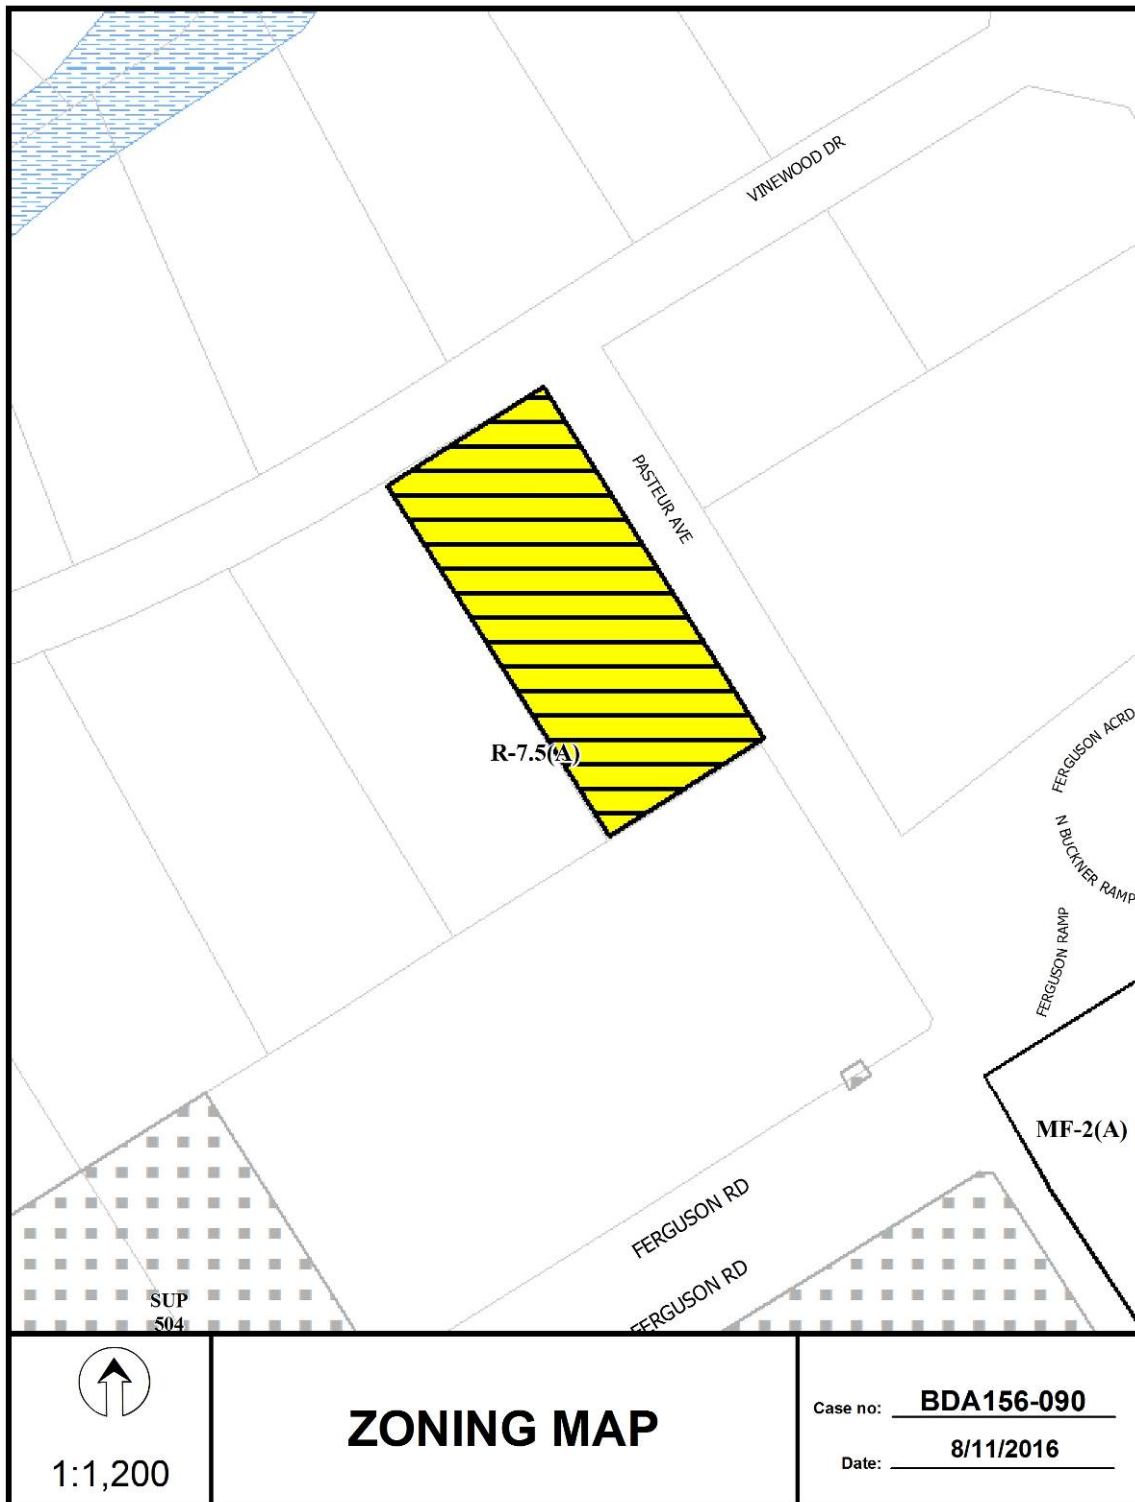 VINEWOOD DR
PASTEUR AVE
FERGUSON ACRD
R-7.5(A)
N BUCKNER RAMP
FERGUSON RAMP
MF-2(A)
FERGUSON RD
FERGUSON RD
SUP
504
1:1,200
ZONING MAP
Case no: BDA156-090
Date: 8/11/2016